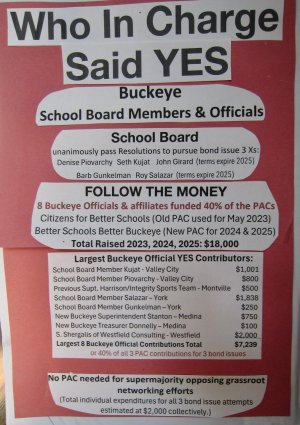 Who In Charge
Said YES
Buckeye
School Board Members & Officials
School Board
unanimously pass Resolutions to pursue bond issue 3 Xs:
Denise Piovarchy Seth Kujat John Girard (terms expire 2025)
Barb Gunkelman Roy Salazar (terms expire 2025)
FOLLOW THE MONEY
8 Buckeye Officials & affiliates funded 40% of the PACs
Citizens for Better Schools (Old PAC used for May 2023)
Better Schools Better Buckeye (New PAC for 2024 & 2025)
Total Raised 2023, 2024, 2025: $18,000
Largest Buckeye Official YES Contributors:
School Board Member Kujat - Valley City $1,001
School Board Member Piovarchy - Valley City $800
Previous Supt. Harrison/Integrity Sports Team - Montville $500
School Board Member Salazar – York $1,838
School Board Member Gunkelman – York $250
New Buckeye Superintendent Stanton – Medina $750
New Buckeye Treasurer Donnelly – Medina $100
S. Shergalis of Westfield Consulting - Westfield $2,000
Largest 8 Buckeye Official Contributions Total $7,239
or 40% of all 3 PAC contributions for 3 bond issues
No PAC needed for supermajority opposing grassroot
networking efforts
(Total individual expenditures for all 3 bond issue attempts
estimated at $2,000 collectively.)